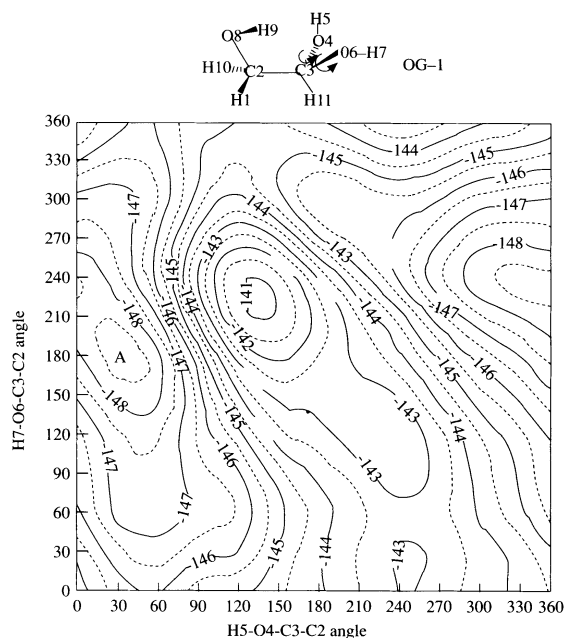 H5
O8 H9 O4
O6–H7
H10 C2 C3 OG–1
H1 H11
360
330
300
270
240
210
180
150
120
90
60
30
0
H7-O6-C3-C2 angle
-144
-145 -145
-146
-147 -144 -147
-143 -143 -148
-145 141
148 146 -144 144 -147
142
A 147 146
145
148 -145 -143 -144
147 -146 -143
-147
-146 -145 -144 -143
0 30 60 90 120 150 180 210 240 270 300 330 360
H5-O4-C3-C2 angle